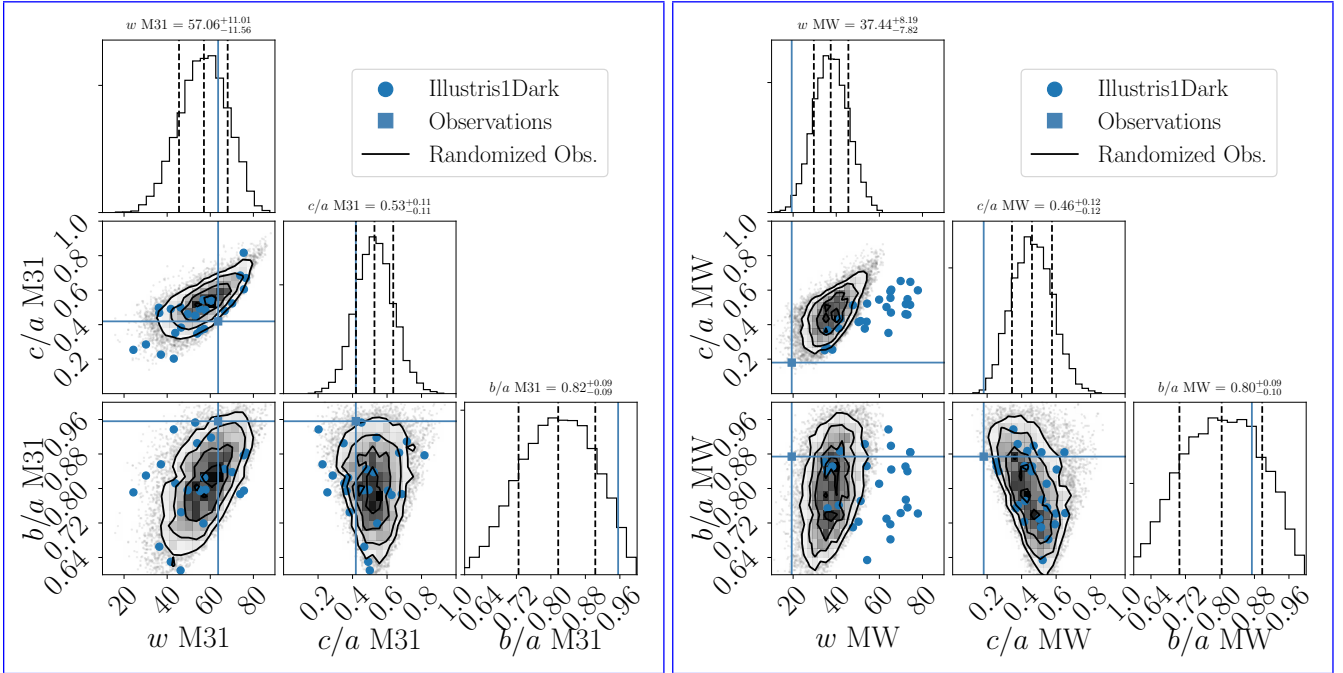 w M31 = 57.06+11.01 −11.56
Illustris1Dark
Observations
Randomized Obs.
c/a M31
1.0
0.8
0.6
0.4
0.2
c/a M31 = 0.53+0.11 −0.11
b/a M31
0.96
0.88
0.80
0.72
0.64
b/a M31 = 0.82+0.09 −0.09
20 40 60 80
0.2 0.4 0.6 0.8 1.0
0.64 0.72 0.80 0.88 0.96
w M31 c/a M31 b/a M31
w MW = 37.44+8.19 −7.82
Illustris1Dark
Observations
Randomized Obs.
c/a MW
1.0
0.8
0.6
0.4
0.2
c/a MW = 0.46+0.12 −0.12
b/a MW
0.96
0.88
0.80
0.72
0.64
b/a MW = 0.80+0.09 −0.10
20 40 60 80
0.2 0.4 0.6 0.8 1.0
0.64 0.72 0.80 0.88 0.96
w MW c/a MW b/a MW